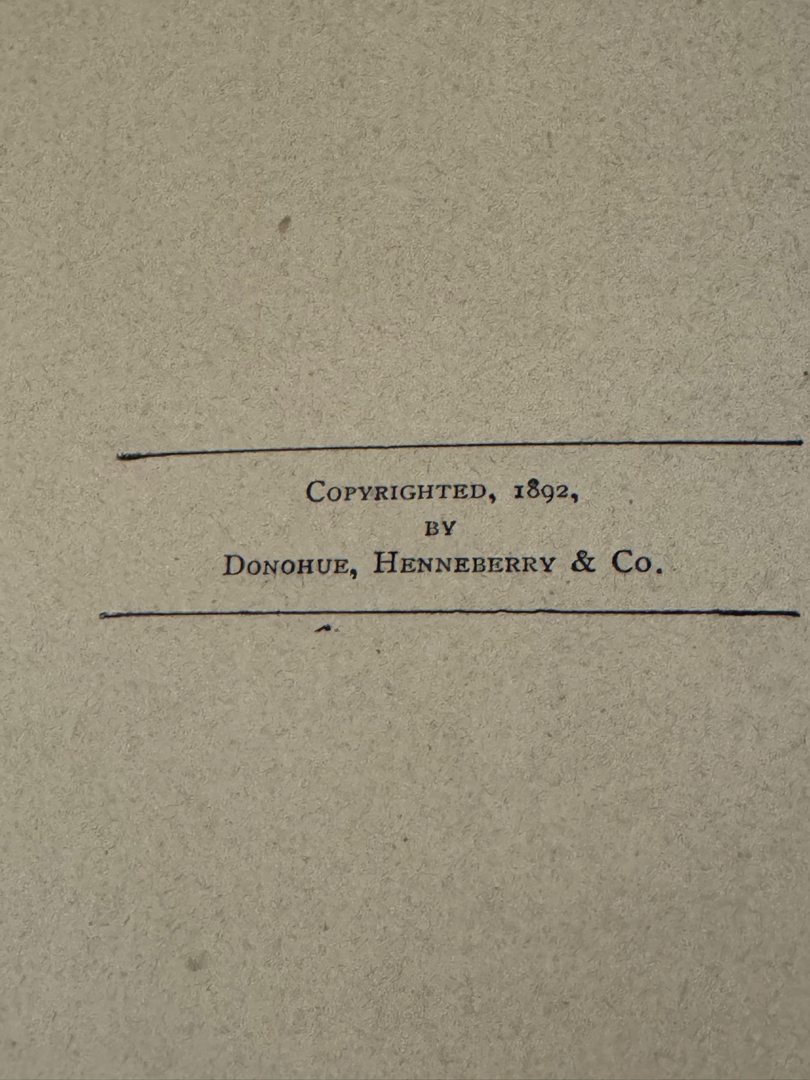 Copyrighted, 1892,
by
Donohue, Henneberry & Co.